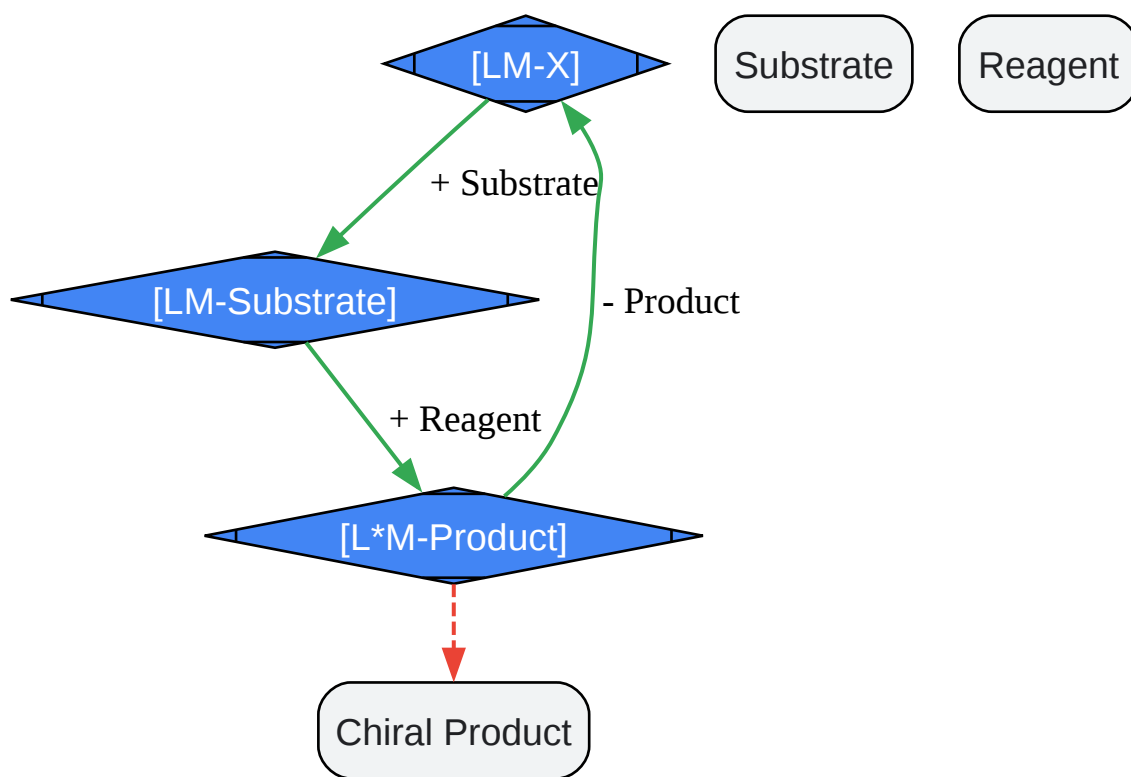 [LM-X]
Substrate
Reagent
+ Substrate
[LM-Substrate]
- Product
+ Reagent
[L*M-Product]
Chiral Product